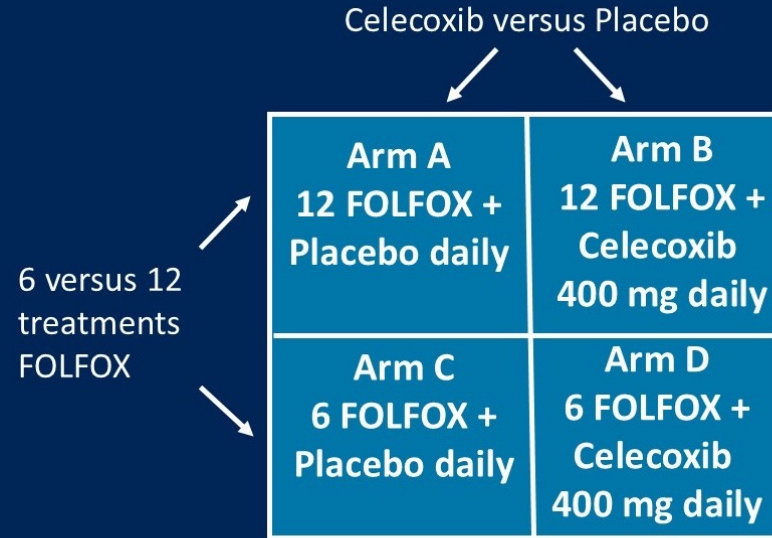 Celecoxib versus Placebo
Arm A
12 FOLFOX +
Placebo daily
Arm B
12 FOLFOX +
Celecoxib
400 mg daily
6 versus 12
treatments
FOLFOX
Arm C
6 FOLFOX +
Placebo daily
Arm D
6 FOLFOX +
Celecoxib
400 mg daily